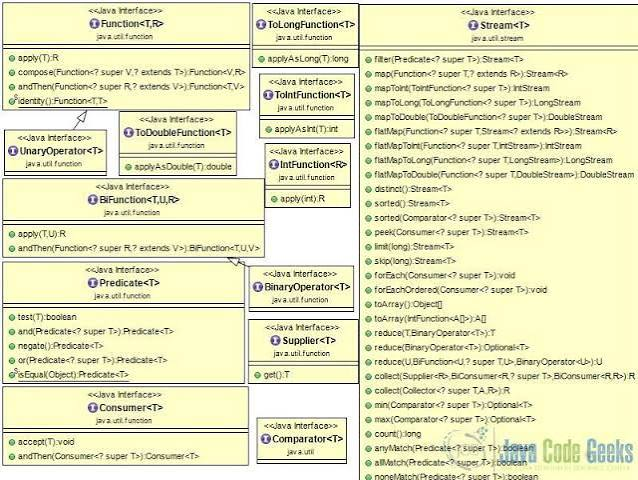 <<Java Interface>>
Function<T,R>
java.util.function
apply(T):R
compose(Function<? super V,? extends T>):Function<V,R>
andThen(Function<? super R,? extends V>):Function<T,V>
identity():Function<T,T>
<<Java Interface>>
UnaryOperator<T>
java.util.function
<<Java Interface>>
ToDoubleFunction<T>
java.util.function
applyAsDouble(T):double
<<Java Interface>>
BiFunction<T,U,R>
java.util.function
apply(T,U):R
andThen(Function<? super R,? extends V>):BiFunction<T,U,V>
<<Java Interface>>
Predicate<T>
java.util.function
test(T):boolean
and(Predicate<? super T>):Predicate<T>
negate():Predicate<T>
or(Predicate<? super T>):Predicate<T>
isEqual(Object):Predicate<T>
<<Java Interface>>
Consumer<T>
java.util.function
accept(T):void
andThen(Consumer<? super T>):Consumer<T>
<<Java Interface>>
ToLongFunction<T>
java.util.function
applyAsLong(T):long
<<Java Interface>>
ToIntFunction<T>
java.util.function
applyAsInt(T):int
<<Java Interface>>
IntFunction<R>
java.util.function
apply(int):R
<<Java Interface>>
BinaryOperator<T>
java.util.function
<<Java Interface>>
Supplier<T>
java.util.function
get():T
<<Java Interface>>
Comparator<T>
java.util
<<Java Interface>>
Stream<T>
java.util.stream
filter(Predicate<? super T>):Stream<T>
map(Function<? super T,? extends R>):Stream<R>
mapToInt(ToIntFunction<? super T>):IntStream
mapToLong(ToLongFunction<? super T>):LongStream
mapToDouble(ToDoubleFunction<? super T>):DoubleStream
flatMap(Function<? super T,Stream<? extends R>>):Stream<R>
flatMapToInt(Function<? super T,IntStream>):IntStream
flatMapToLong(Function<? super T,LongStream>):LongStream
flatMapToDouble(Function<? super T,DoubleStream>):DoubleStream
distinct():Stream<T>
sorted():Stream<T>
sorted(Comparator<? super T>):Stream<T>
peek(Consumer<? super T>):Stream<T>
limit(long):Stream<T>
skip(long):Stream<T>
forEach(Consumer<? super T>):void
forEachOrdered(Consumer<? super T>):void
toArray():Object[]
toArray(IntFunction<A[]>):A[]
reduce(T,BinaryOperator<T>):T
reduce(BinaryOperator<T>):Optional<T>
reduce(U,BiFunction<U,? super T,U>,BinaryOperator<U>):U
collect(Supplier<R>,BiConsumer<R,? super T>,BiConsumer<R,R>):R
collect(Collector<? super T,A,R>):R
min(Comparator<? super T>):Optional<T>
max(Comparator<? super T>):Optional<T>
count():long
anyMatch(Predicate<? super T>):boolean
allMatch(Predicate<? super T>):boolean
noneMatch(Predicate<? super T>):boolean
Java Code Geeks